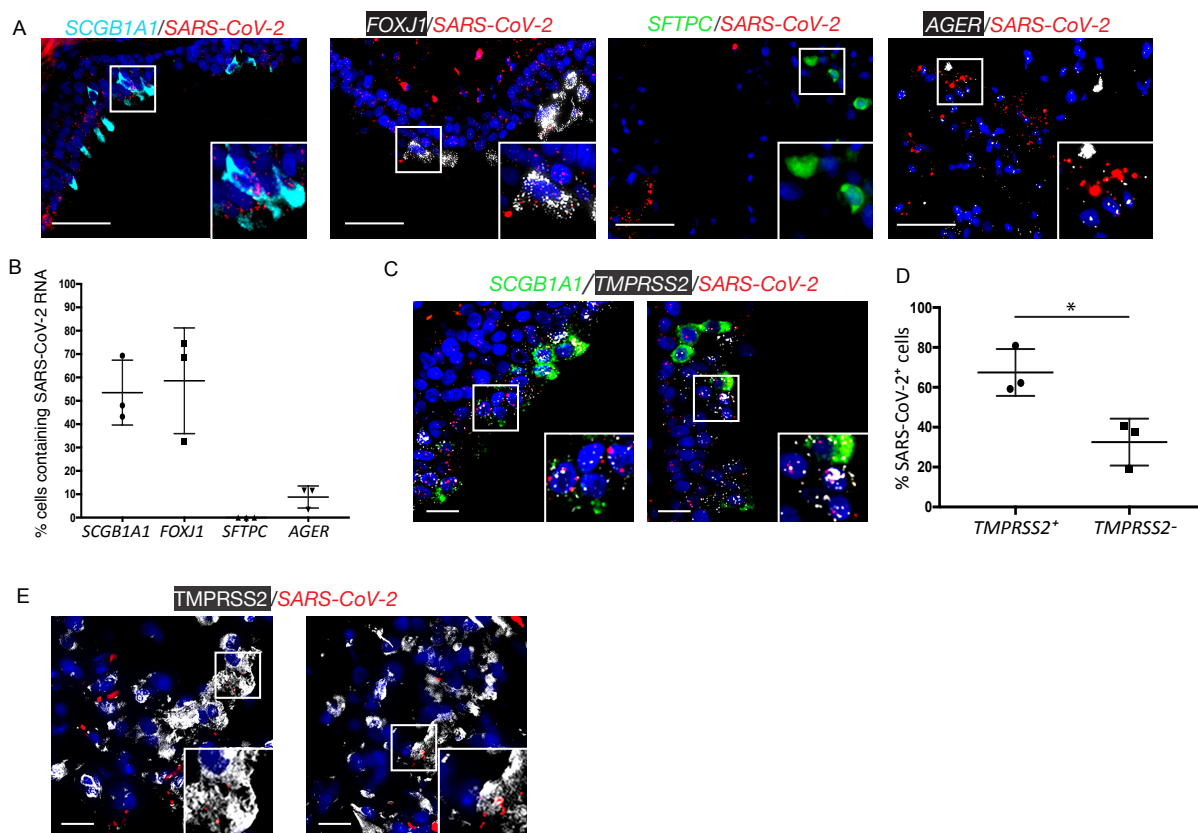 A
SCGB1A1/SARS-CoV-2
FOXJ1/SARS-CoV-2
SFTPC/SARS-CoV-2
AGER/SARS-CoV-2
B
% cells containing SARS-CoV-2 RNA
100
90
80
70
60
50
40
30
20
10
0
SCGB1A1
FOXJ1
SFTPC
AGER
C
SCGB1A1/TMPRSS2/SARS-CoV-2
D
% SARS-CoV-2⁺ cells
100
80
60
40
20
0
*
TMPRSS2⁺
TMPRSS2-
E
TMPRSS2/SARS-CoV-2